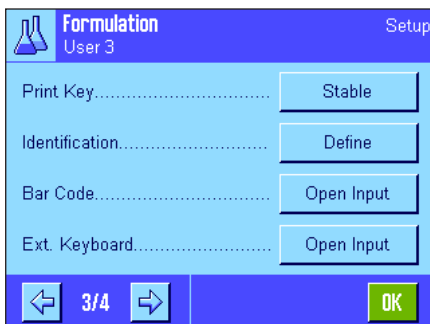 Formulation Setup
User 3
Print Key.............................. Stable
Identification......................... Define
Bar Code.............................. Open Input
Ext. Keyboard....................... Open Input
3/4 OK